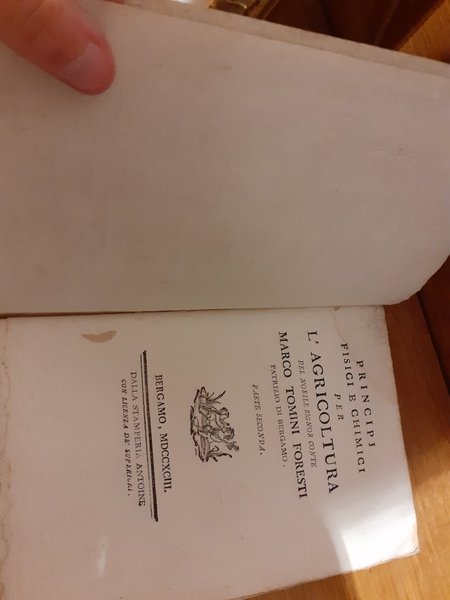 PRINCIPJ
FISICI E CHIMICI
PER
L' AGRICOLTURA
DEL NOBILE SIGNOR CONTE
MARCO TOMINI FORESTI
PATRIZIO DI BERGAMO.
PARTE SECONDA.
BERGAMO, MDCCXCIII.
DALLA STAMPERIA ANTOINE
CON LICENZA DE' SUPERIORI.